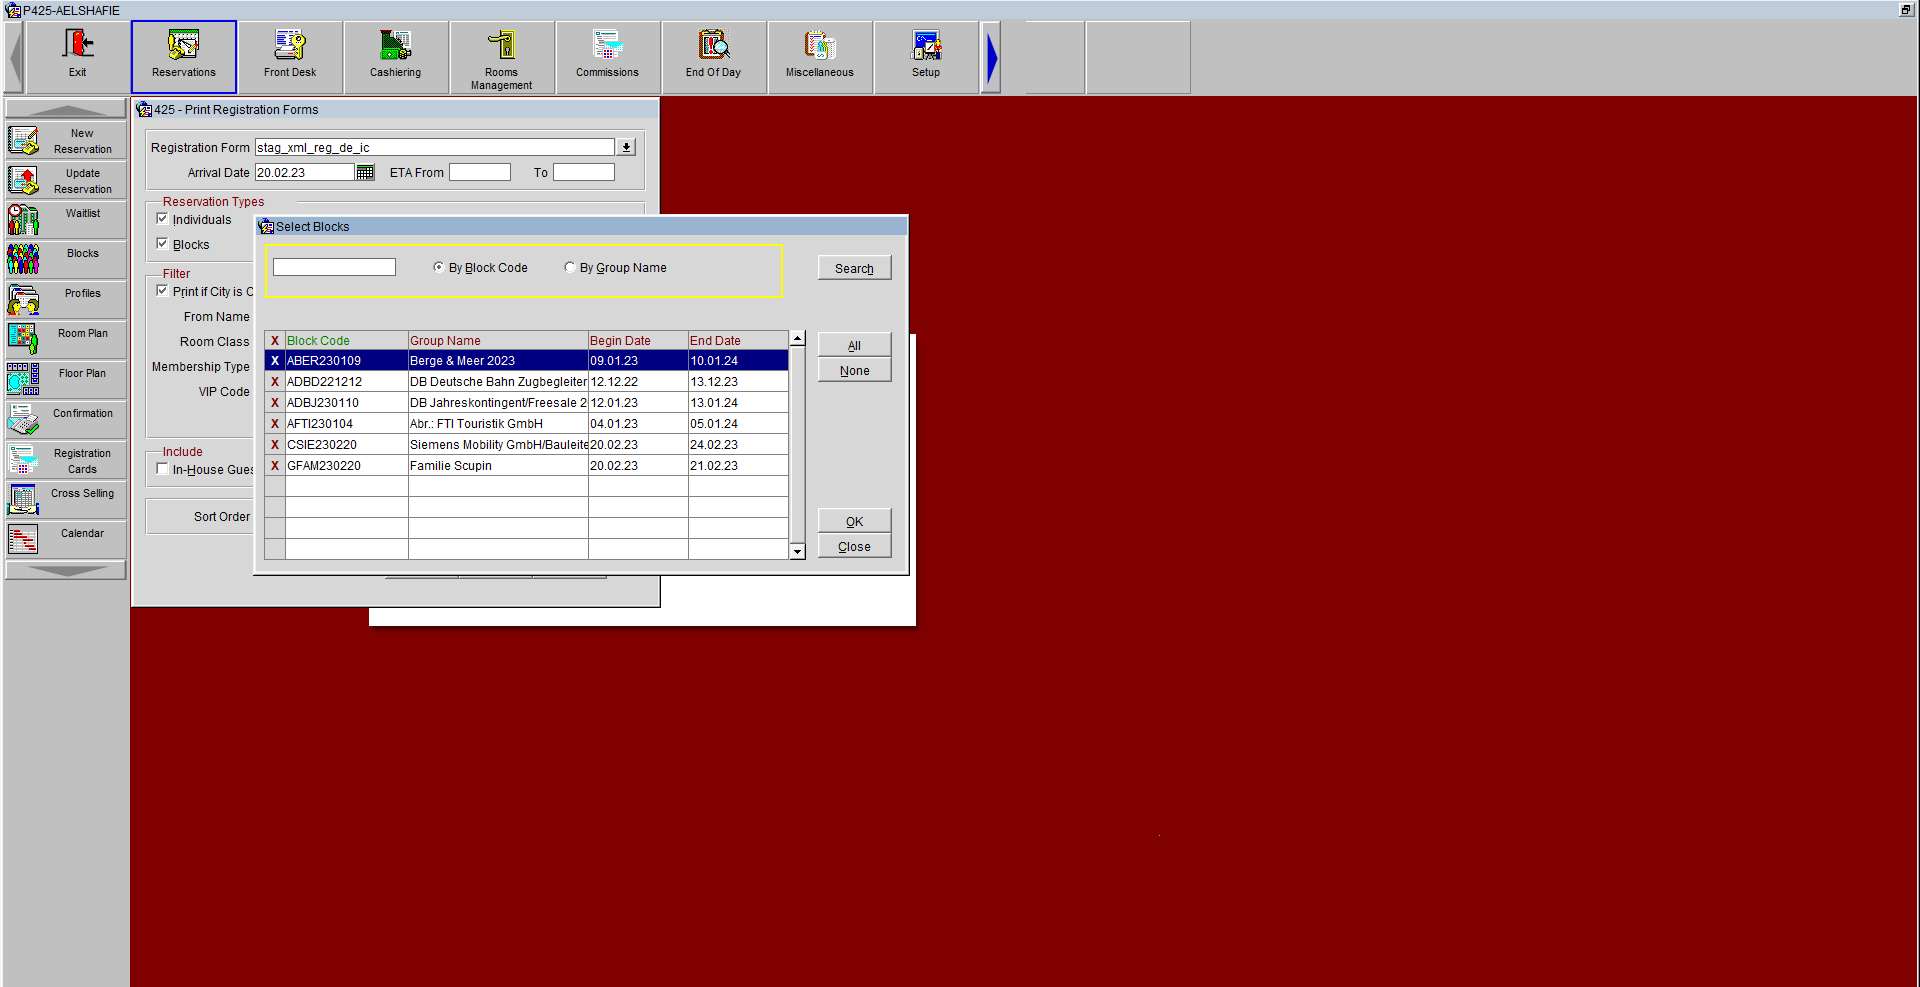 P425-AELSHAFIE
Exit
Reservations
Front Desk
Cashiering
Rooms
Management
Commissions
End Of Day
Miscellaneous
Setup
New
Reservation
Update
Reservation
Waitlist
Blocks
Profiles
Room Plan
Floor Plan
Confirmation
Registration
Cards
Cross Selling
Calendar
425 - Print Registration Forms
Registration Form stag_xml_reg_de_ic
Arrival Date 20.02.23 ETA From To
Reservation Types
Individuals
Blocks
Filter
Print if City is
From Name
Room Class
Membership Type
VIP Code
Include
In-House Gues
Sort Order
Select Blocks
By Block Code By Group Name Search
X Block Code Group Name Begin Date End Date
X ABER230109 Berge & Meer 2023 09.01.23 10.01.24
X ADBD221212 DB Deutsche Bahn Zugbegleiter 12.12.22 13.12.23
X ADBJ230110 DB Jahreskontingent/Freesale 2 12.01.23 13.01.24
X AFTI230104 Abr.: FTI Touristik GmbH 04.01.23 05.01.24
X CSIE230220 Siemens Mobility GmbH/Bauleite 20.02.23 24.02.23
X GFAM230220 Familie Scupin 20.02.23 21.02.23
All
None
OK
Close